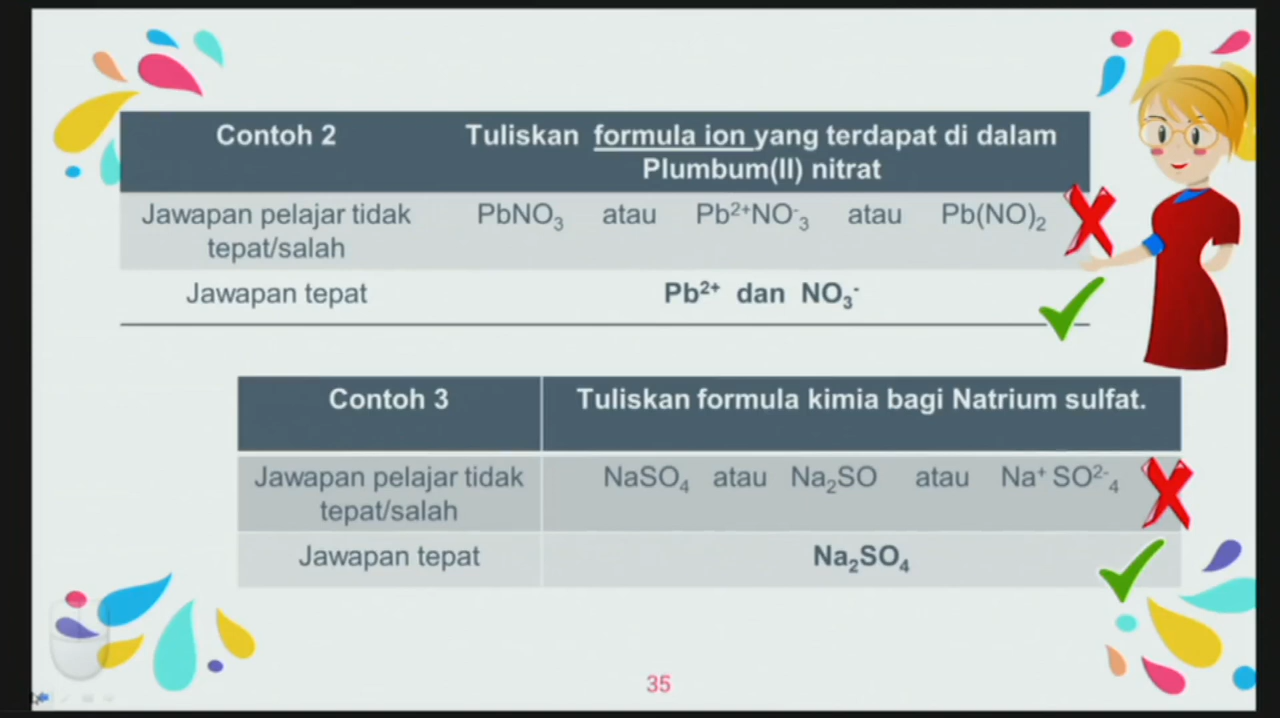 Contoh 2 Tuliskan formula ion yang terdapat di dalam
Plumbum(II) nitrat
Jawapan pelajar tidak PbNO₃ atau Pb²⁺NO⁻₃ atau Pb(NO)₂
tepat/salah
Jawapan tepat Pb²⁺ dan NO₃⁻
Contoh 3 Tuliskan formula kimia bagi Natrium sulfat.
Jawapan pelajar tidak NaSO₄ atau Na₂SO atau Na⁺ SO²⁻₄
tepat/salah
Jawapan tepat Na₂SO₄
35